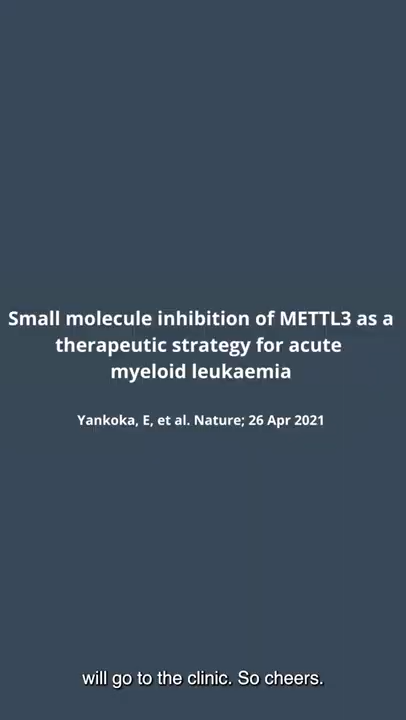 Small molecule inhibition of METTL3 as a
therapeutic strategy for acute
myeloid leukaemia
Yankoka, E, et al. Nature; 26 Apr 2021
will go to the clinic. So cheers.